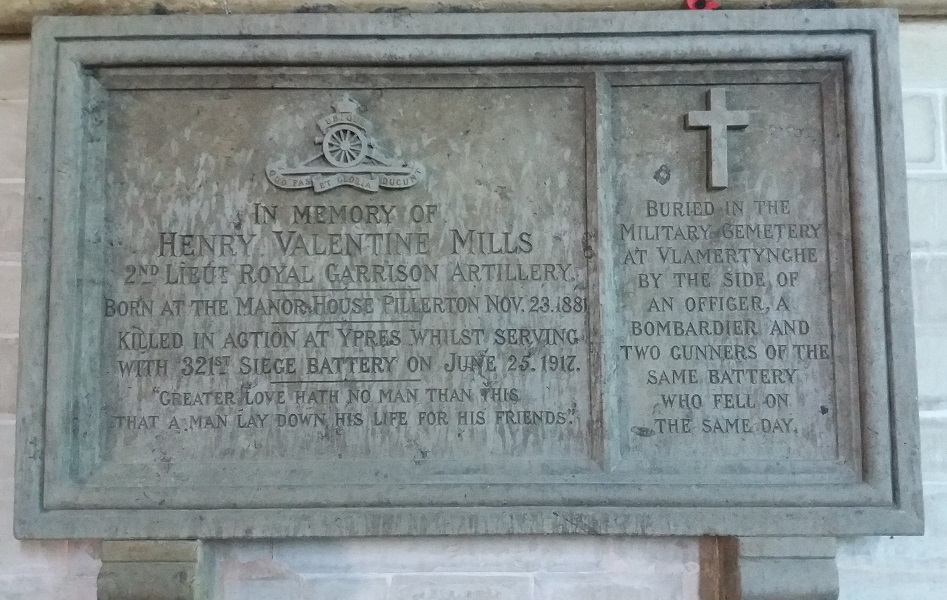 UBIQUE
QUO FAS ET GLORIA DUCUNT
IN MEMORY OF
HENRY VALENTINE MILLS
2ND LIEUT ROYAL GARRISON ARTILLERY.
BORN AT THE MANOR HOUSE PILLERTON NOV. 23. 1881
KILLED IN ACTION AT YPRES WHILST SERVING
WITH 321ST SIEGE BATTERY ON JUNE 25. 1917.
"GREATER LOVE HATH NO MAN THAN THIS
THAT A MAN LAY DOWN HIS LIFE FOR HIS FRIENDS."
BURIED IN THE
MILITARY CEMETERY
AT VLAMERTYNGHE
BY THE SIDE OF
AN OFFICER, A
BOMBARDIER AND
TWO GUNNERS OF THE
SAME BATTERY
WHO FELL ON
THE SAME DAY.